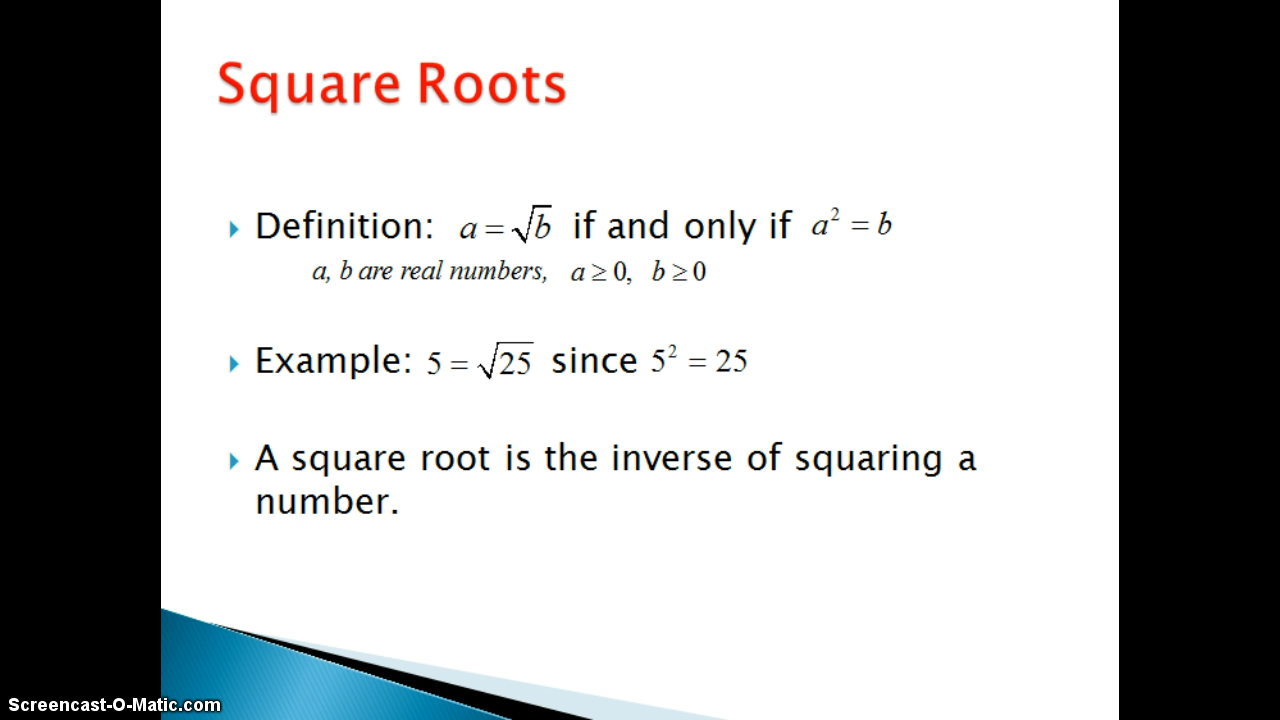 Square Roots
Definition: a = √b if and only if a² = b
a, b are real numbers, a ≥ 0, b ≥ 0
Example: 5 = √25 since 5² = 25
A square root is the inverse of squaring a
number.
Screencast-O-Matic.com